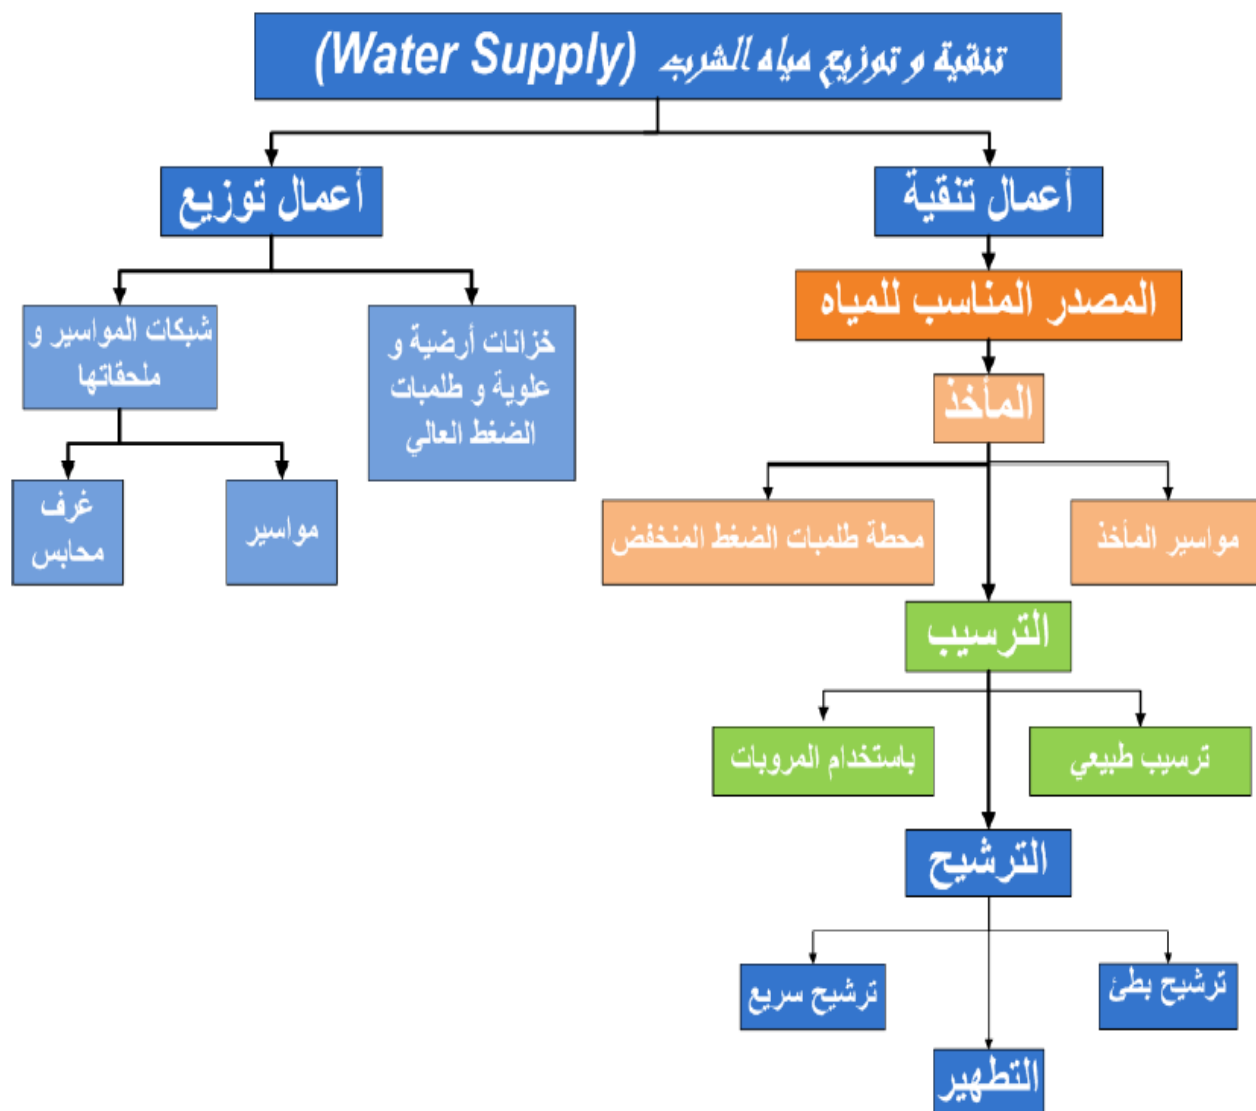 تنقية و توزيع مياه الشرب (Water Supply)
أعمال تنقية
أعمال توزيع
المصدر المناسب للمياه
شبكات المواسير و
ملحقاتها
خزانات أرضية و
علوية و طلمبات
الضغط العالي
المأخذ
غرف
محابس
مواسير
مواسير المأخذ
محطة طلمبات الضغط المنخفض
الترسيب
ترسيب طبيعي
باستخدام المروبات
الترشيح
ترشيح بطئ
ترشيح سريع
التطهير